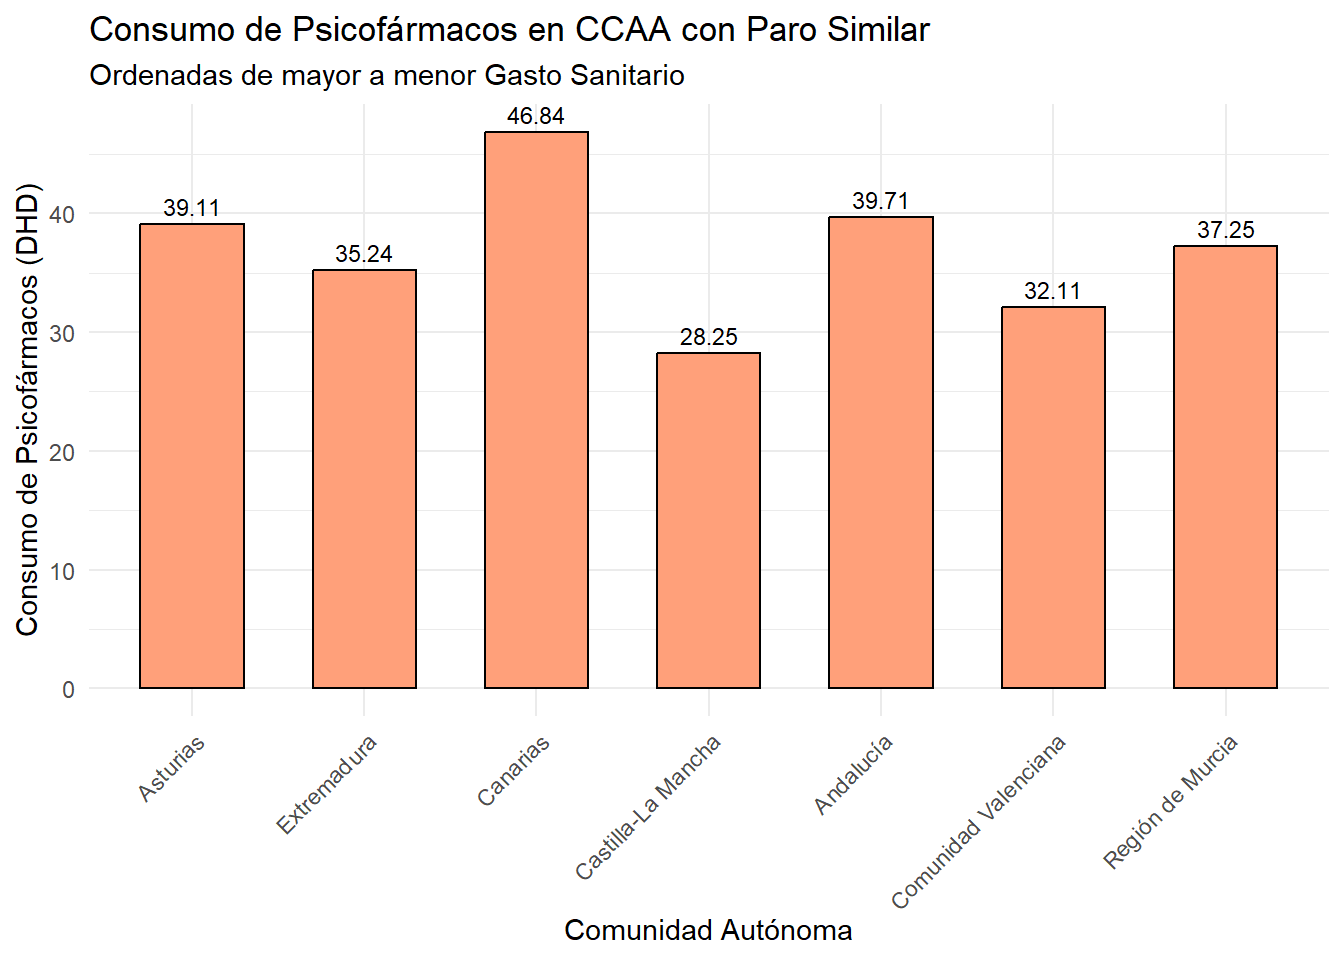 Consumo de Psicofármacos en CCAA con Paro Similar
Ordenadas de mayor a menor Gasto Sanitario
Consumo de Psicofármacos (DHD)
40
30
20
10
0
39.11
35.24
46.84
28.25
39.71
32.11
37.25
Asturias
Extremadura
Canarias
Castilla-La Mancha
Andalucía
Comunidad Valenciana
Región de Murcia
Comunidad Autónoma